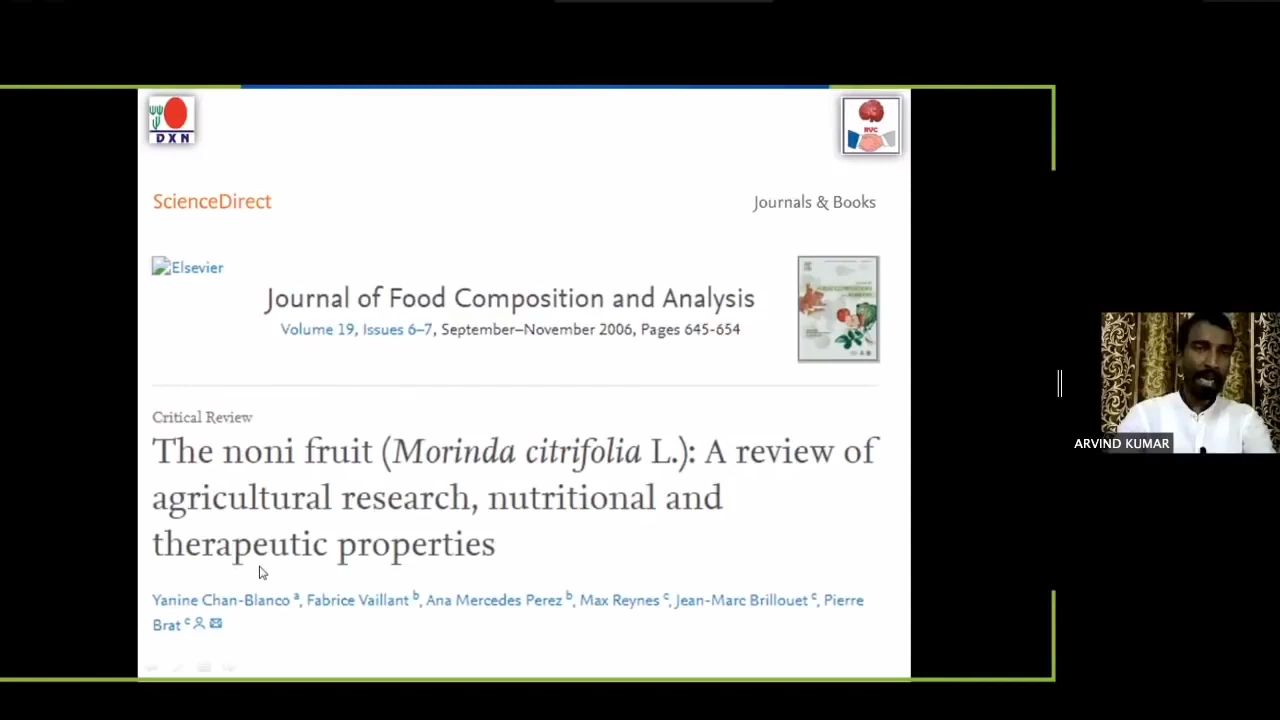 DXN
RVC
ScienceDirect
Journals & Books
Elsevier
Journal of Food Composition and Analysis
Volume 19, Issues 6–7, September–November 2006, Pages 645-654
Critical Review
The noni fruit (Morinda citrifolia L.): A review of
agricultural research, nutritional and
therapeutic properties
Yanine Chan-Blanco a, Fabrice Vaillant b, Ana Mercedes Perez b, Max Reynes c, Jean-Marc Brillouet c, Pierre
Brat c
ARVIND KUMAR